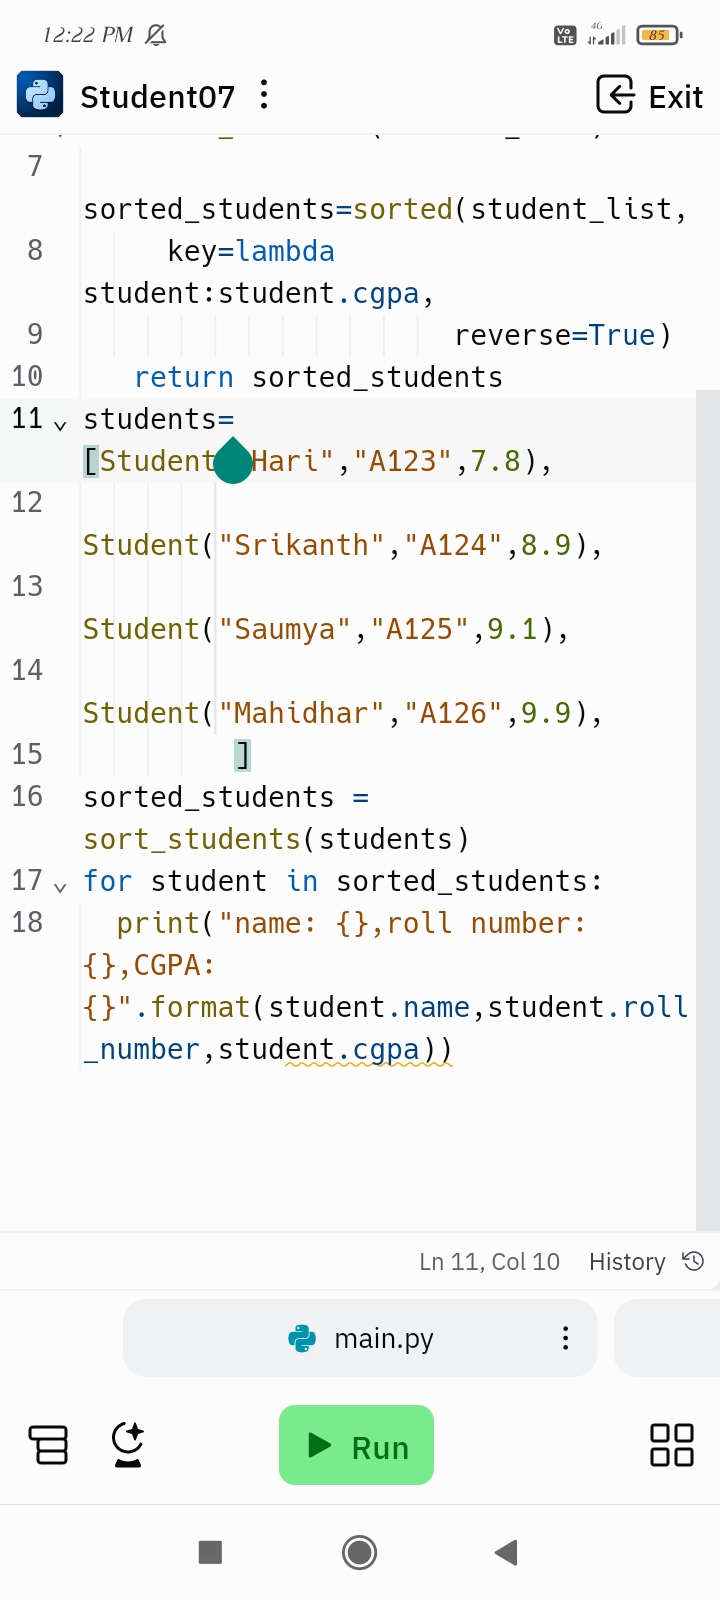 12:22 PM
Vo LTE
4G
85
Student07
Exit
7
sorted_students=sorted(student_list,
8 key=lambda
student:student.cgpa,
9 reverse=True)
10 return sorted_students
11 students=
[Student Hari","A123",7.8),
12
Student("Srikanth","A124",8.9),
13
Student("Saumya","A125",9.1),
14
Student("Mahidhar","A126",9.9),
15 ]
16 sorted_students =
sort_students(students)
17 for student in sorted_students:
18 print("name: {},roll number:
{},CGPA:
{}".format(student.name,student.roll
_number,student.cgpa))
Ln 11, Col 10 History
main.py
Run